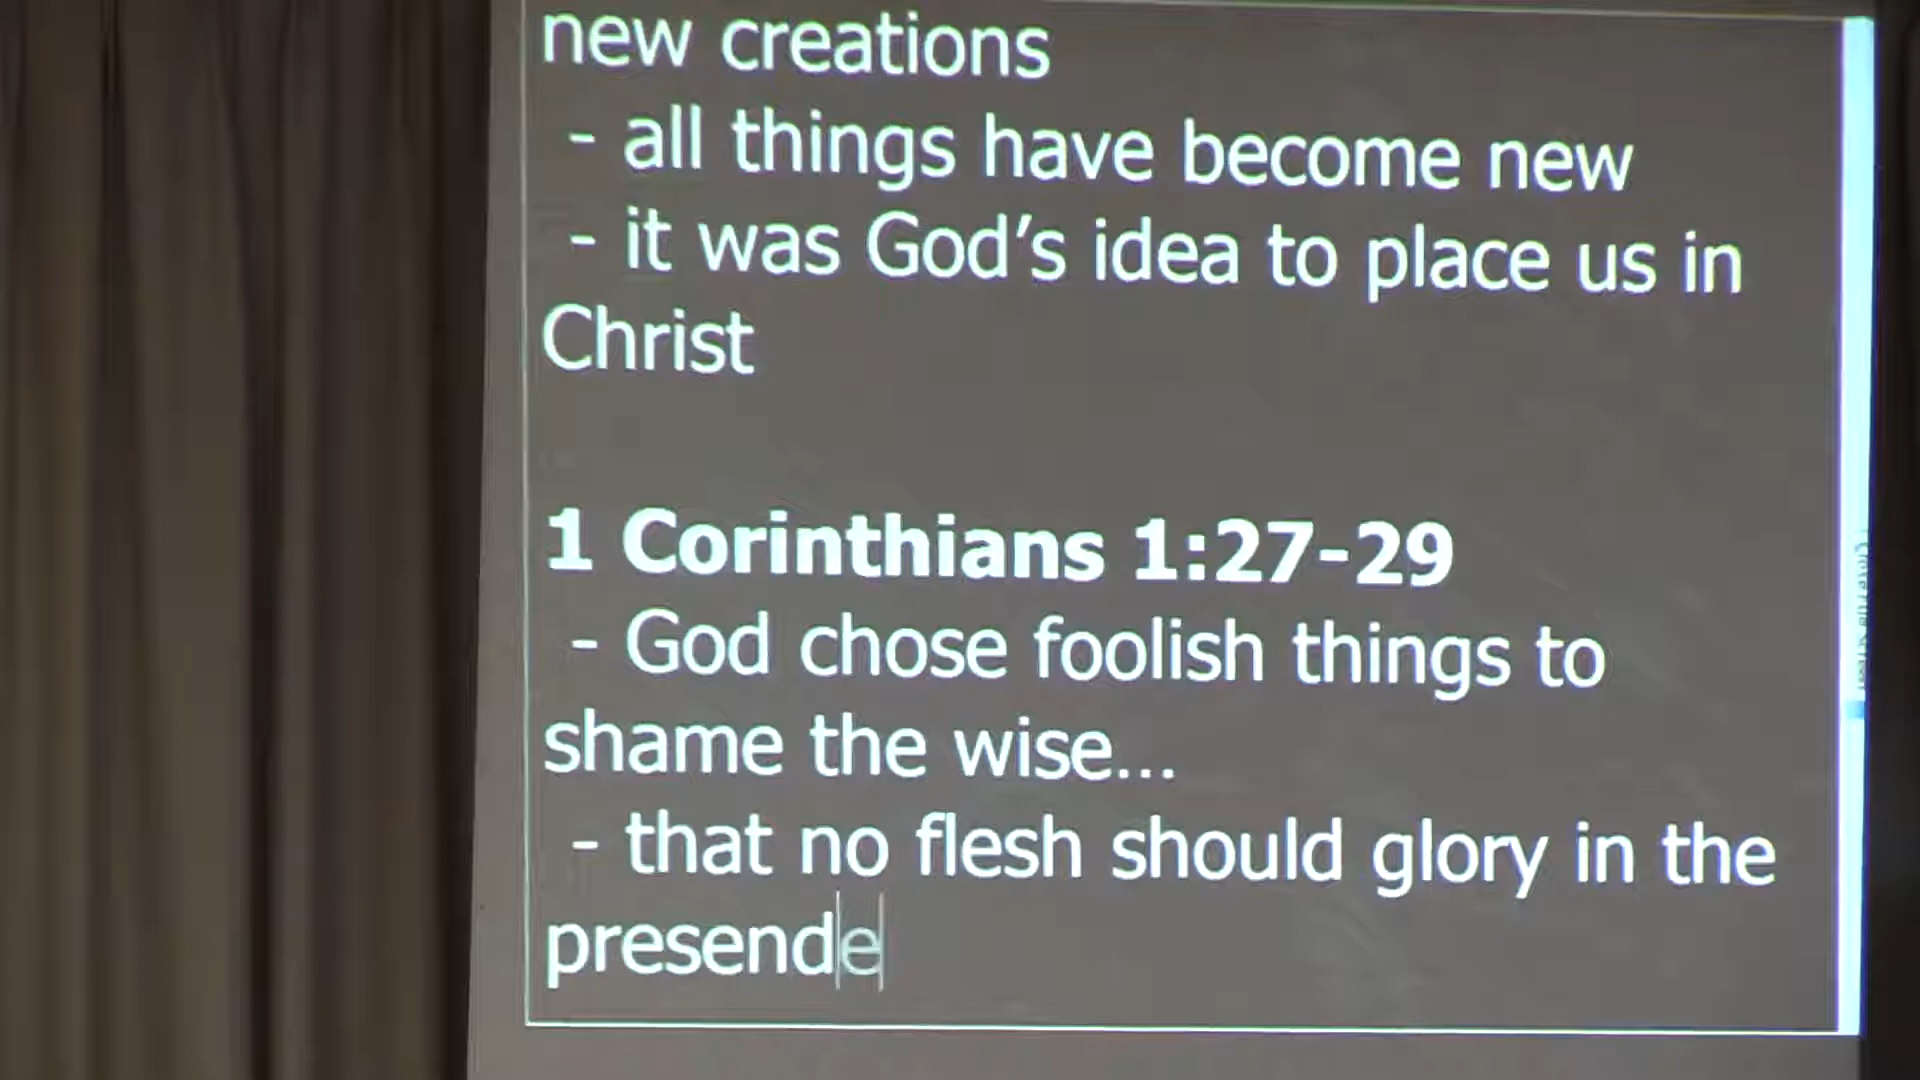 new creations
- all things have become new
- it was God's idea to place us in
Christ
1 Corinthians 1:27-29
- God chose foolish things to
shame the wise...
- that no flesh should glory in the
presende